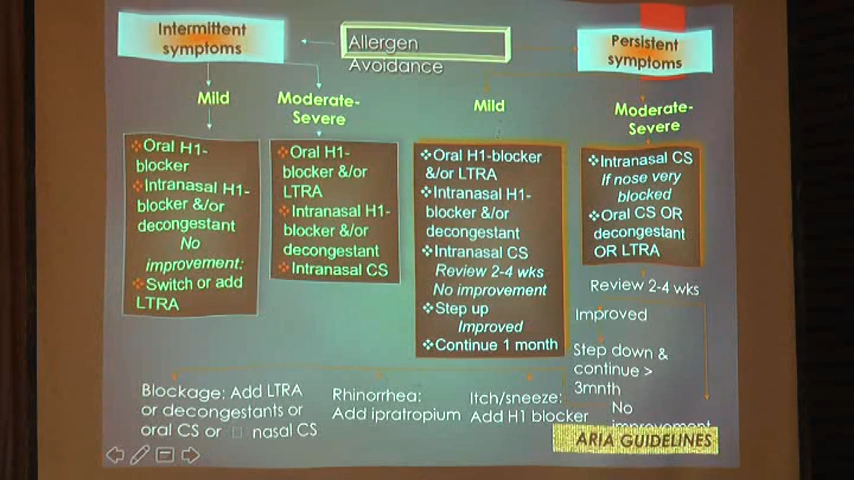 Intermittent
symptoms
Allergen
Avoidance
Persistent
symptoms
Mild
Moderate-
Severe
Mild
Moderate-
Severe
❖Oral H1-
blocker
❖Intranasal H1-
blocker &/or
decongestant
No
improvement:
❖Switch or add
LTRA
❖Oral H1-
blocker &/or
LTRA
❖Intranasal H1-
blocker &/or
decongestant
❖Intranasal CS
❖Oral H1-blocker
&/or LTRA
❖Intranasal H1-
blocker &/or
decongestant
❖Intranasal CS
Review 2-4 wks
No improvement
❖Step up
Improved
❖Continue 1 month
❖Intranasal CS
If nose very
blocked
❖Oral CS OR
decongestant
OR LTRA
Review 2-4 wks
Improved
Step down &
continue >
3mnth
No
improvement
Blockage: Add LTRA
or decongestants or
oral CS or □ nasal CS
Rhinorrhea:
Add ipratropium
Itch/sneeze:
Add H1 blocker
ARIA GUIDELINES